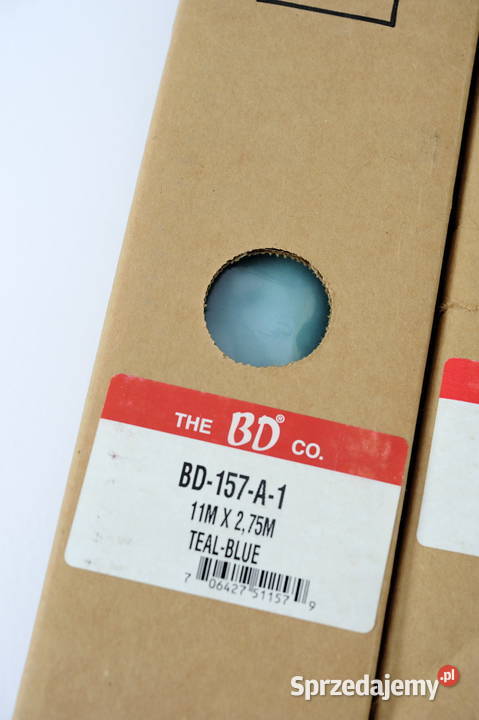 THE BD® CO.
BD-157-A-1
11M X 2,75M
TEAL-BLUE
7 06427 51157 9
Sprzedajemy.pl